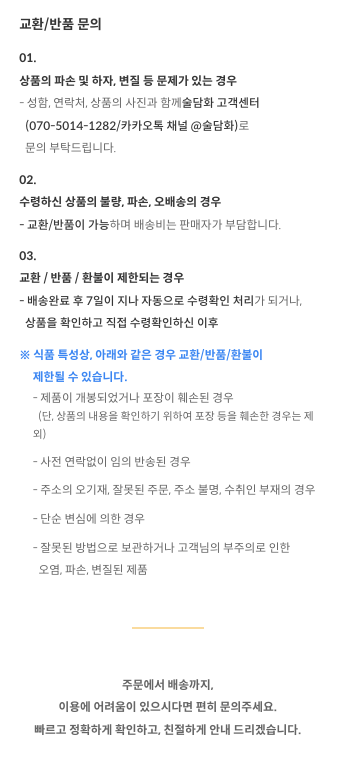 교환/반품 문의
01.
상품의 파손 및 하자, 변질 등 문제가 있는 경우
- 성함, 연락처, 상품의 사진과 함께술담화 고객센터
(070-5014-1282/카카오톡 채널 @술담화)로
문의 부탁드립니다.
02.
수령하신 상품의 불량, 파손, 오배송의 경우
- 교환/반품이 가능하며 배송비는 판매자가 부담합니다.
03.
교환 / 반품 / 환불이 제한되는 경우
- 배송완료 후 7일이 지나 자동으로 수령확인 처리가 되거나,
상품을 확인하고 직접 수령확인하신 이후
※ 식품 특성상, 아래와 같은 경우 교환/반품/환불이
제한될 수 있습니다.
- 제품이 개봉되었거나 포장이 훼손된 경우
(단, 상품의 내용을 확인하기 위하여 포장 등을 훼손한 경우는 제
외)
- 사전 연락없이 임의 반송된 경우
- 주소의 오기재, 잘못된 주문, 주소 불명, 수취인 부재의 경우
- 단순 변심에 의한 경우
- 잘못된 방법으로 보관하거나 고객님의 부주의로 인한
오염, 파손, 변질된 제품
주문에서 배송까지,
이용에 어려움이 있으시다면 편히 문의주세요.
빠르고 정확하게 확인하고, 친절하게 안내 드리겠습니다.